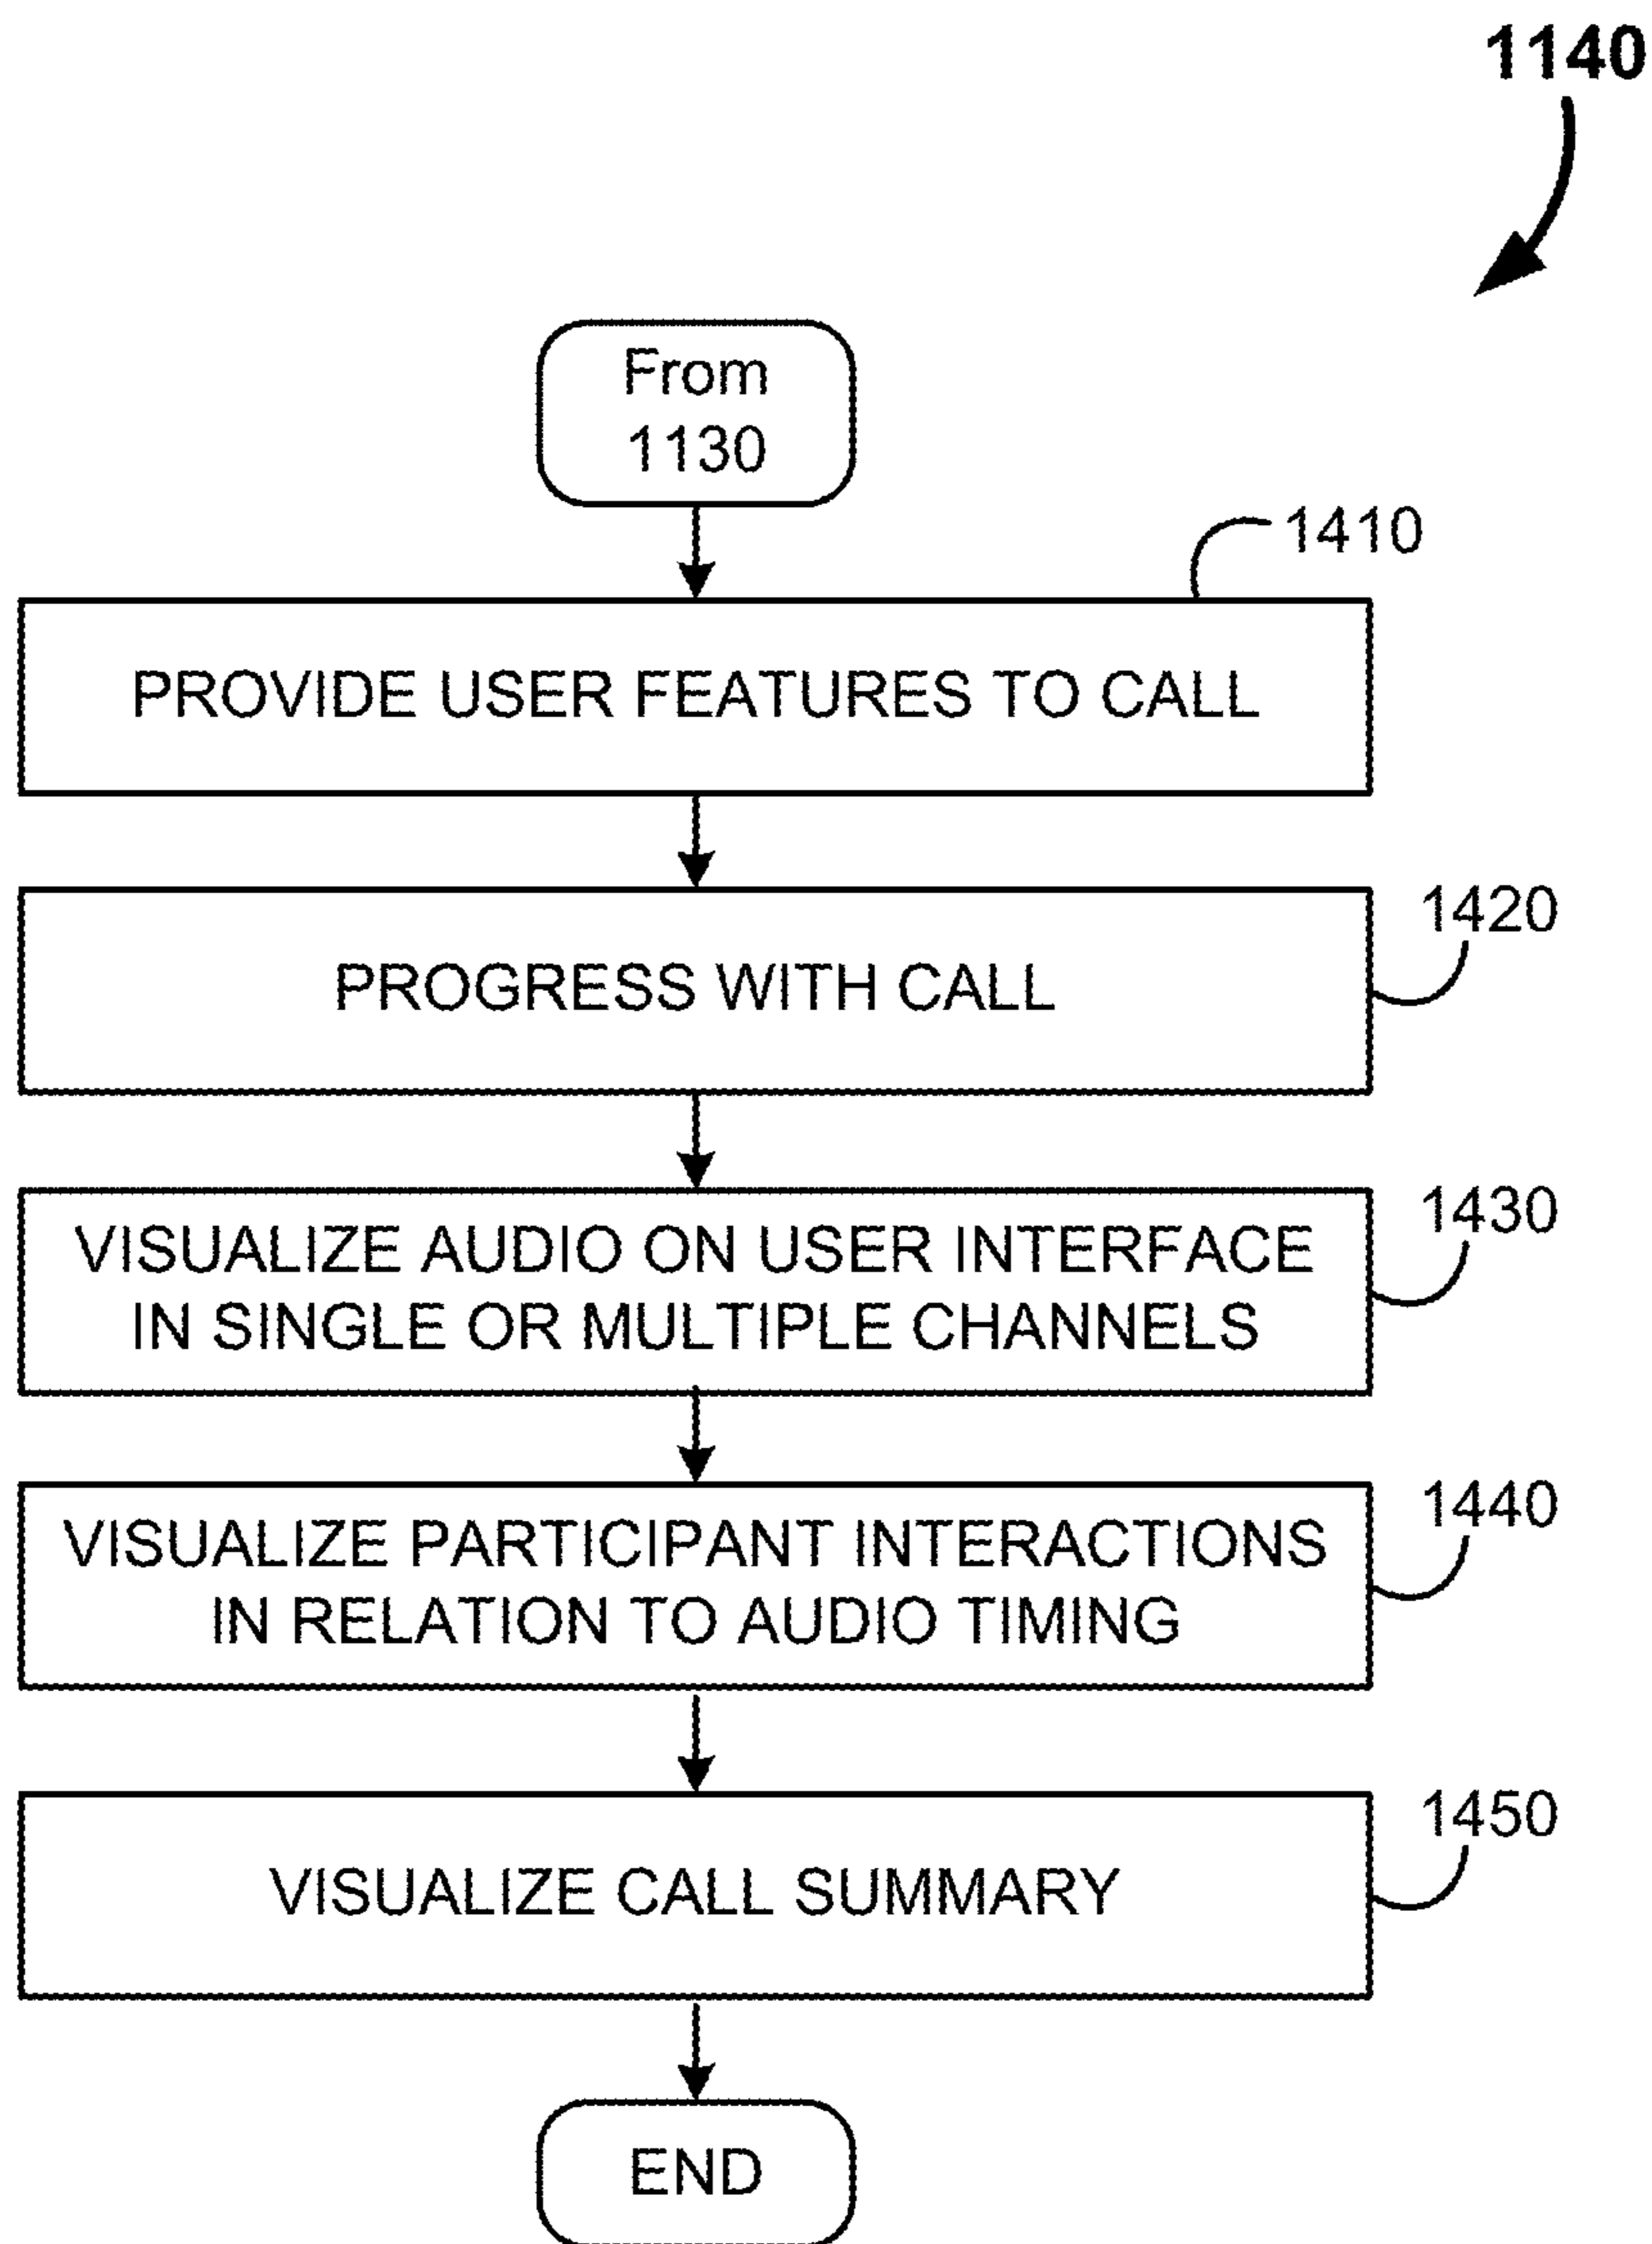 1140
From
1130
1410
PROVIDE USER FEATURES TO CALL
1420
PROGRESS WITH CALL
1430
VISUALIZE AUDIO ON USER INTERFACE
IN SINGLE OR MULTIPLE CHANNELS
1440
VISUALIZE PARTICIPANT INTERACTIONS
IN RELATION TO AUDIO TIMING
1450
VISUALIZE CALL SUMMARY
END